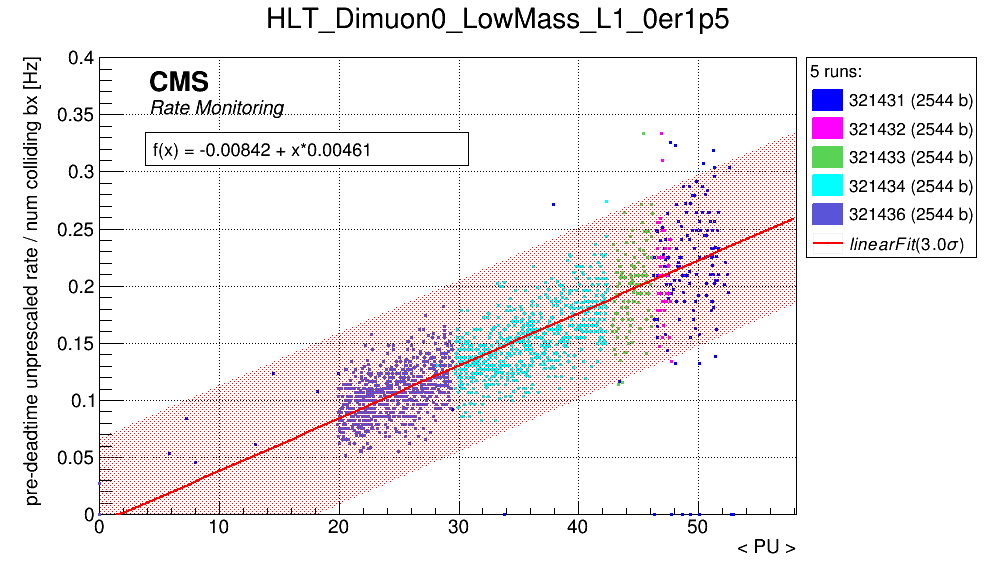 HLT_Dimuon0_LowMass_L1_0er1p5
pre-deadtime unprescaled rate / num colliding bx [Hz]
0.4
0.35
0.3
0.25
0.2
0.15
0.1
0.05
0
CMS
Rate Monitoring
f(x) = -0.00842 + x*0.00461
0 10 20 30 40 50
< PU >
5 runs:
321431 (2544 b)
321432 (2544 b)
321433 (2544 b)
321434 (2544 b)
321436 (2544 b)
linearFit(3.0σ)